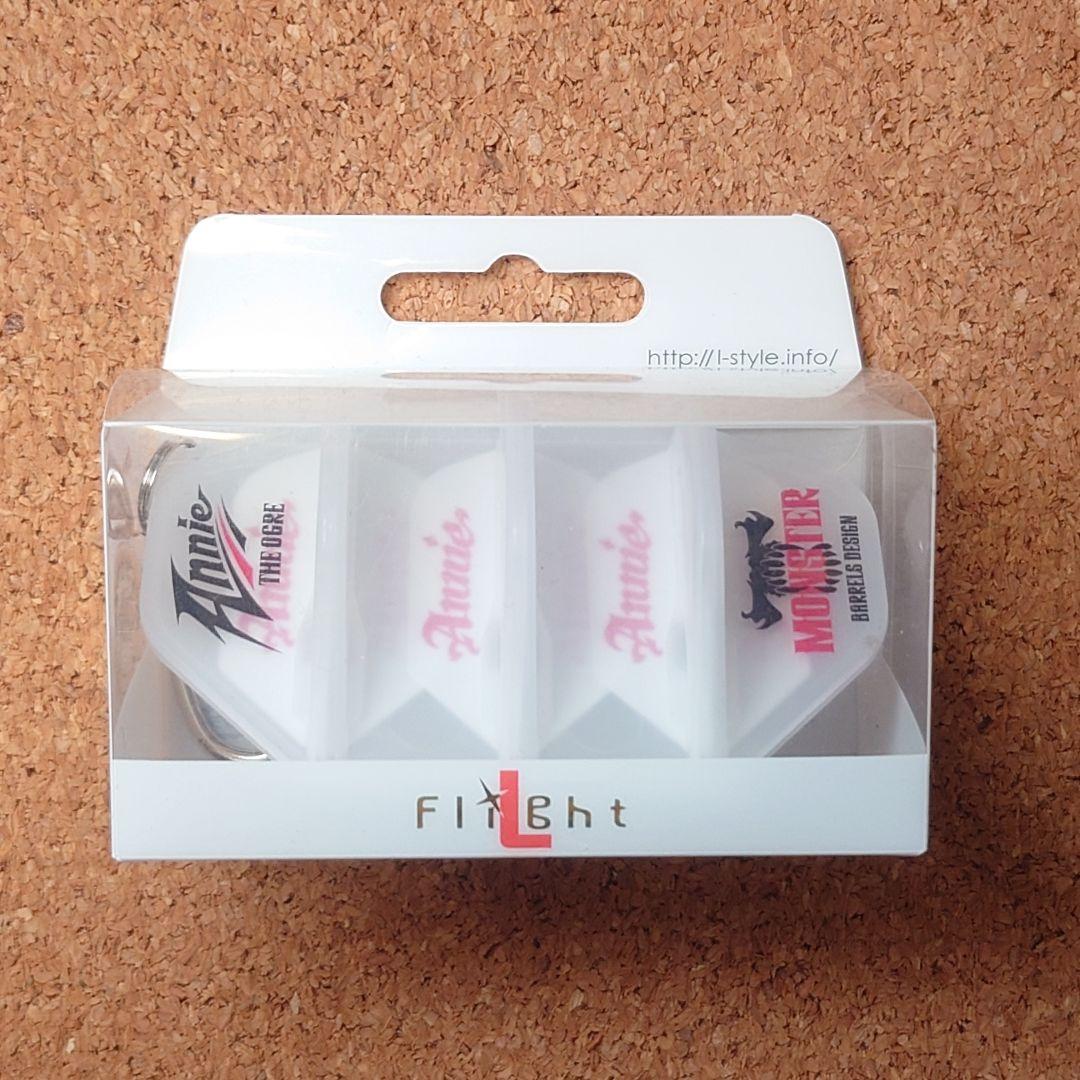 http://l-style.info/
Annie
THE OGRE
Annie
Annie
Annie
MONSTER
BARRELS DESIGN
Flight
L